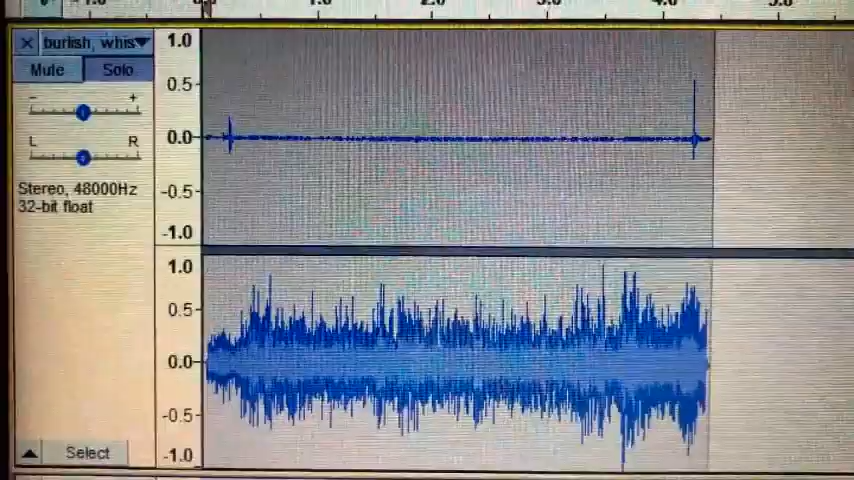 1.0 2.0 3.0 4.0 5.0
× burlish, whis
Mute Solo
- +
L R
Stereo, 48000Hz
32-bit float
Select
1.0
0.5
0.0
-0.5
-1.0
1.0
0.5
0.0
-0.5
-1.0